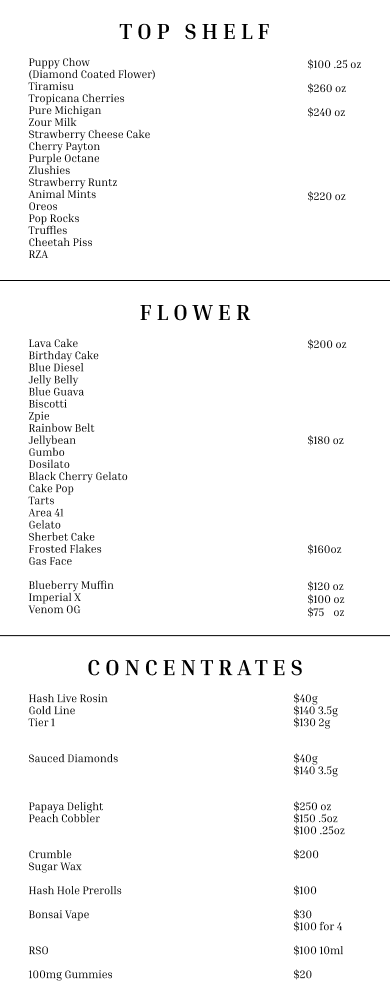 TOP SHELF
Puppy Chow $100 .25 oz
(Diamond Coated Flower)
Tiramisu $260 oz
Tropicana Cherries
Pure Michigan $240 oz
Zour Milk
Strawberry Cheese Cake
Cherry Payton
Purple Octane
Zlushies
Strawberry Runtz
Animal Mints $220 oz
Oreos
Pop Rocks
Truffles
Cheetah Piss
RZA
FLOWER
Lava Cake $200 oz
Birthday Cake
Blue Diesel
Jelly Belly
Blue Guava
Biscotti
Zpie
Rainbow Belt
Jellybean $180 oz
Gumbo
Dosilato
Black Cherry Gelato
Cake Pop
Tarts
Area 41
Gelato
Sherbet Cake
Frosted Flakes $160oz
Gas Face
Blueberry Muffin $120 oz
Imperial X $100 oz
Venom OG $75 oz
CONCENTRATES
Hash Live Rosin $40g
Gold Line $140 3.5g
Tier 1 $130 2g
Sauced Diamonds $40g
$140 3.5g
Papaya Delight $250 oz
Peach Cobbler $150 .5oz
$100 .25oz
Crumble $200
Sugar Wax
Hash Hole Prerolls $100
Bonsai Vape $30
$100 for 4
RSO $100 10ml
100mg Gummies $20